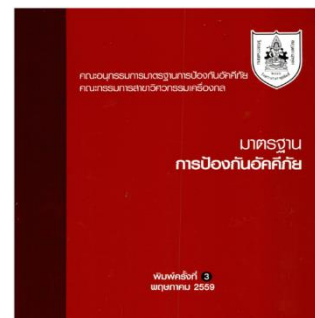 คณะอนุกรรมการมาตรฐานการป้องกันอัคคีภัย
คณะกรรมการสาขาวิศวกรรมเครื่องกล
มาตรฐาน
การป้องกันอัคคีภัย
พิมพ์ครั้งที่ 3
พฤษภาคม 2559